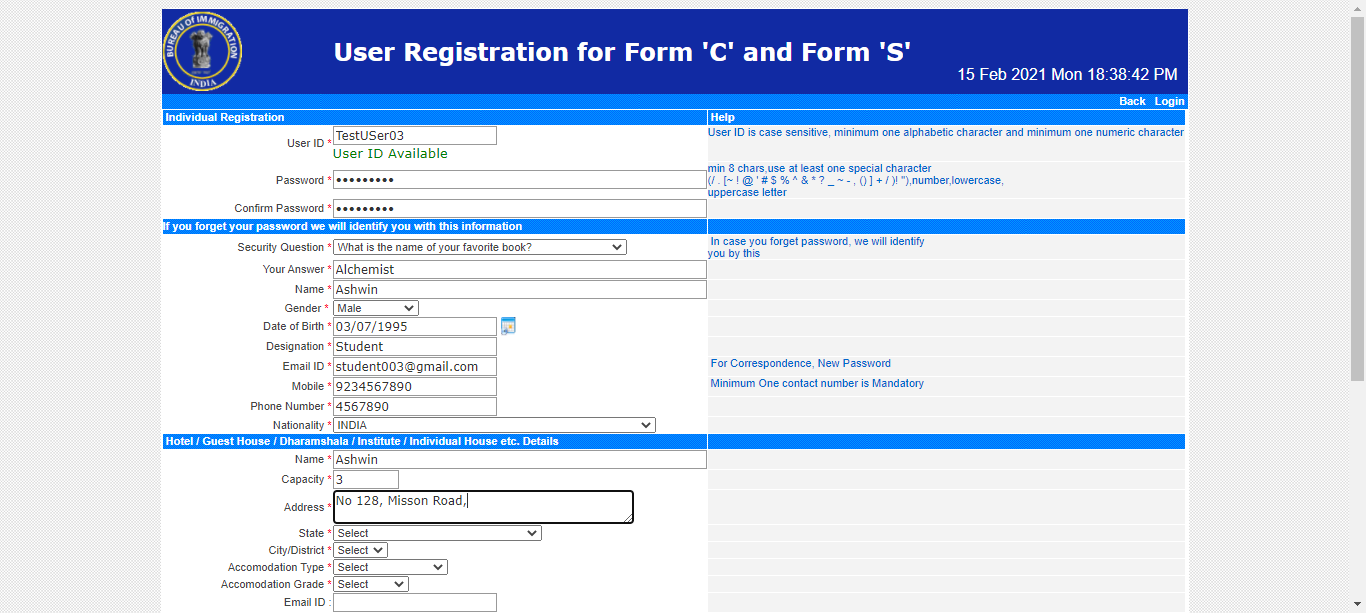 BUREAU OF IMMIGRATION
INDIA
User Registration for Form 'C' and Form 'S'
15 Feb 2021 Mon 18:38:42 PM
Back Login
Individual Registration Help
User ID * TestUSer03 User ID is case sensitive, minimum one alphabetic character and minimum one numeric character
User ID Available
min 8 chars,use at least one special character
Password * ••••••••• (/ . [~ ! @ ' # $ % ^ & * ? _ ~ - , () ] + / )! "),number,lowercase,
uppercase letter
Confirm Password * •••••••••
If you forget your password we will identify you with this information
Security Question * What is the name of your favorite book? In case you forget password, we will identify
you by this
Your Answer * Alchemist
Name * Ashwin
Gender * Male
Date of Birth * 03/07/1995
Designation * Student
Email ID * student003@gmail.com For Correspondence, New Password
Mobile * 9234567890 Minimum One contact number is Mandatory
Phone Number * 4567890
Nationality * INDIA
Hotel / Guest House / Dharamshala / Institute / Individual House etc. Details
Name * Ashwin
Capacity * 3
Address * No 128, Misson Road,
State * Select
City/District * Select
Accomodation Type * Select
Accomodation Grade * Select
Email ID :